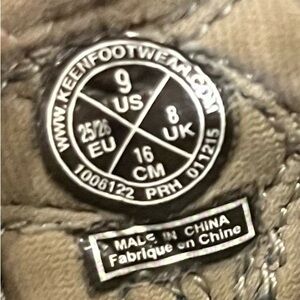 WWW.KEENFOOTWEAR.COM
9
US
25/26
EU
8
UK
16
CM
1006122 PRH 011215
MADE IN CHINA
Fabriqué en Chine